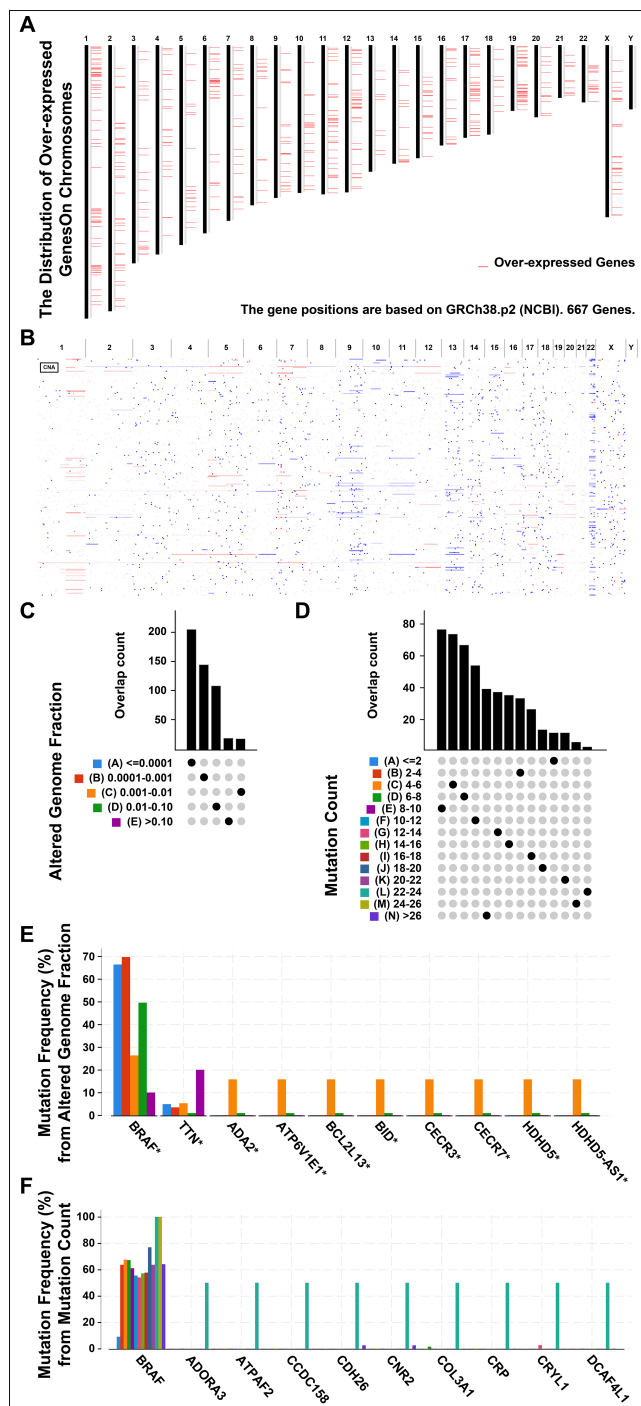 A
The Distribution of Over-expressed
GenesOn Chromosomes
1 2 3 4 5 6 7 8 9 10 11 12 13 14 15 16 17 18 19 20 21 22 X Y
Over-expressed Genes
The gene positions are based on GRCh38.p2 (NCBI). 667 Genes.
B
1 2 3 4 5 6 7 8 9 10 11 12 13 14 15 16 17 18 19 20 21 22 X Y
CNA
C
Altered Genome Fraction
Overlap count
200
150
100
50
(A) <=0.0001
(B) 0.0001-0.001
(C) 0.001-0.01
(D) 0.01-0.10
(E) >0.10
D
Mutation Count
Overlap count
80
60
40
20
(A) <=2
(B) 2-4
(C) 4-6
(D) 6-8
(E) 8-10
(F) 10-12
(G) 12-14
(H) 14-16
(I) 16-18
(J) 18-20
(K) 20-22
(L) 22-24
(M) 24-26
(N) >26
E
Mutation Frequency (%)
from Altered Genome Fraction
70
60
50
40
30
20
10
0
BRAF*
TTN*
ADA2*
ATP6V1E1*
BCL2L13*
BID*
CECR3*
CECR7*
HDHD5*
HDHD5-AS1*
F
Mutation Frequency (%)
from Mutation Count
100
80
60
40
20
0
BRAF
ADORA3
ATPAF2
CCDC158
CDH26
CNR2
COL3A1
CRP
CRYL1
DCAF4L1